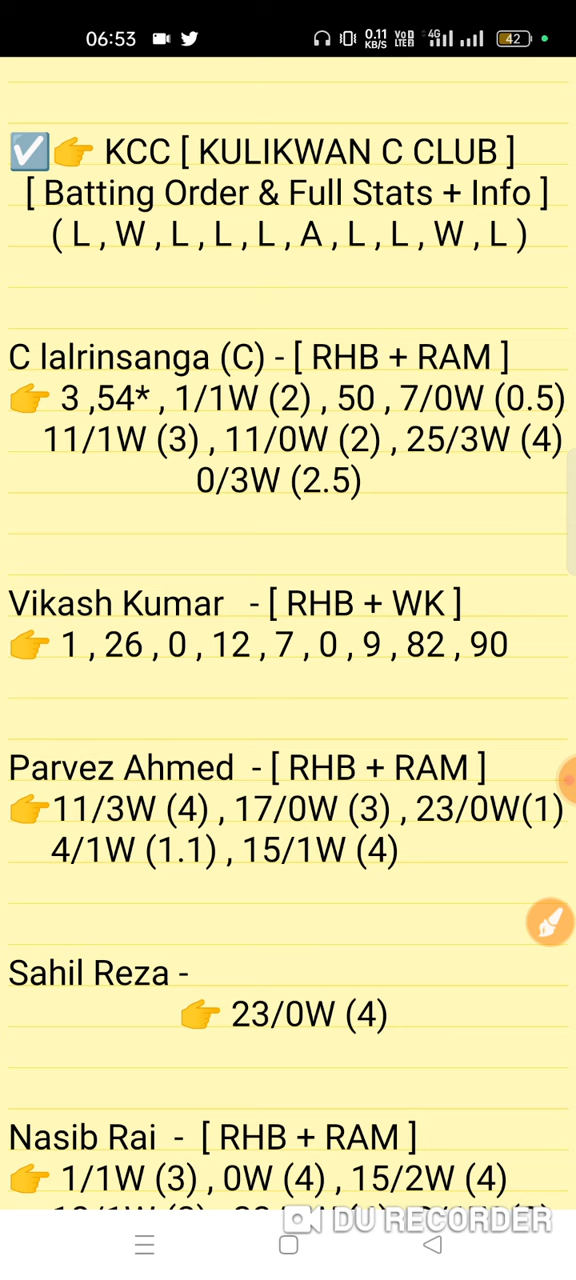 06:53 0.11 KB/S Vo LTE 4G 42
☑️👉 KCC [ KULIKWAN C CLUB ]
[ Batting Order & Full Stats + Info ]
( L , W , L , L , L , A , L , L , W , L )
C lalrinsanga (C) - [ RHB + RAM ]
👉 3 ,54* , 1/1W (2) , 50 , 7/0W (0.5)
11/1W (3) , 11/0W (2) , 25/3W (4)
0/3W (2.5)
Vikash Kumar - [ RHB + WK ]
👉 1 , 26 , 0 , 12 , 7 , 0 , 9 , 82 , 90
Parvez Ahmed - [ RHB + RAM ]
👉11/3W (4) , 17/0W (3) , 23/0W(1)
4/1W (1.1) , 15/1W (4)
Sahil Reza -
👉 23/0W (4)
Nasib Rai - [ RHB + RAM ]
👉 1/1W (3) , 0W (4) , 15/2W (4)
DU RECORDER